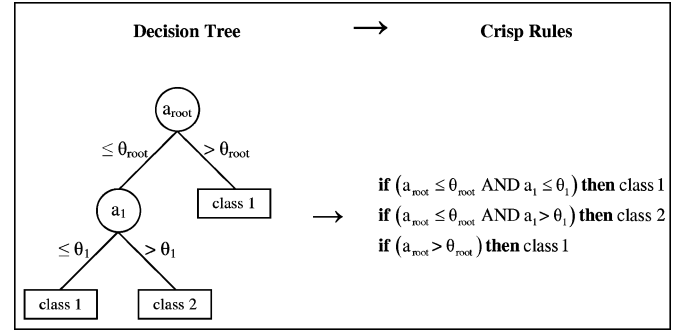 Decision Tree → Crisp Rules
a_root
≤ θ_root > θ_root
a_1 class 1
≤ θ_1 > θ_1
class 1 class 2
→
if (a_root ≤ θ_root AND a_1 ≤ θ_1) then class 1
if (a_root ≤ θ_root AND a_1 > θ_1) then class 2
if (a_root > θ_root) then class 1